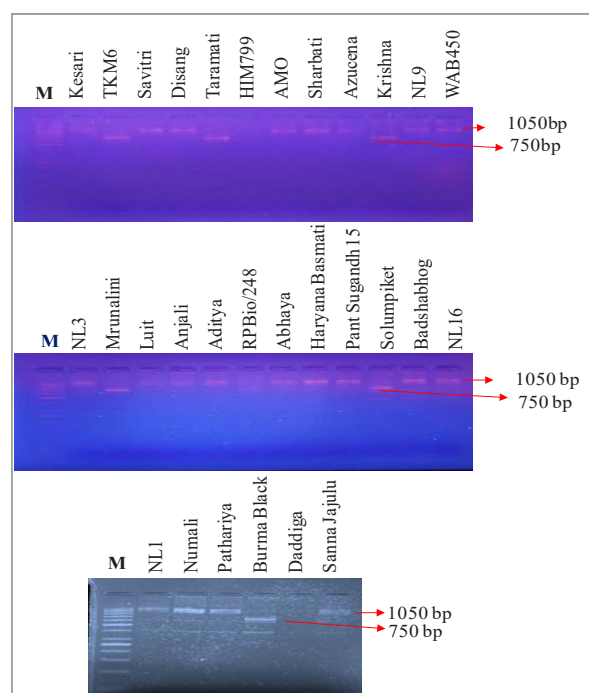 M Kesari TKM6 Savitri Disang Taramati HIM799 AMO Sharbati Azucena Krishna NL9 WAB450
1050bp
750bp
M NL3 Mrunalini Luit Anjali Aditya RPBio/248 Abhaya Haryana Basmati Pant Sugandh 15 Solumpiket Badshabhog NL16
1050 bp
750 bp
M NL1 Numali Pathariya Burma Black Daddiga Sanna Jajulu
1050 bp
750 bp